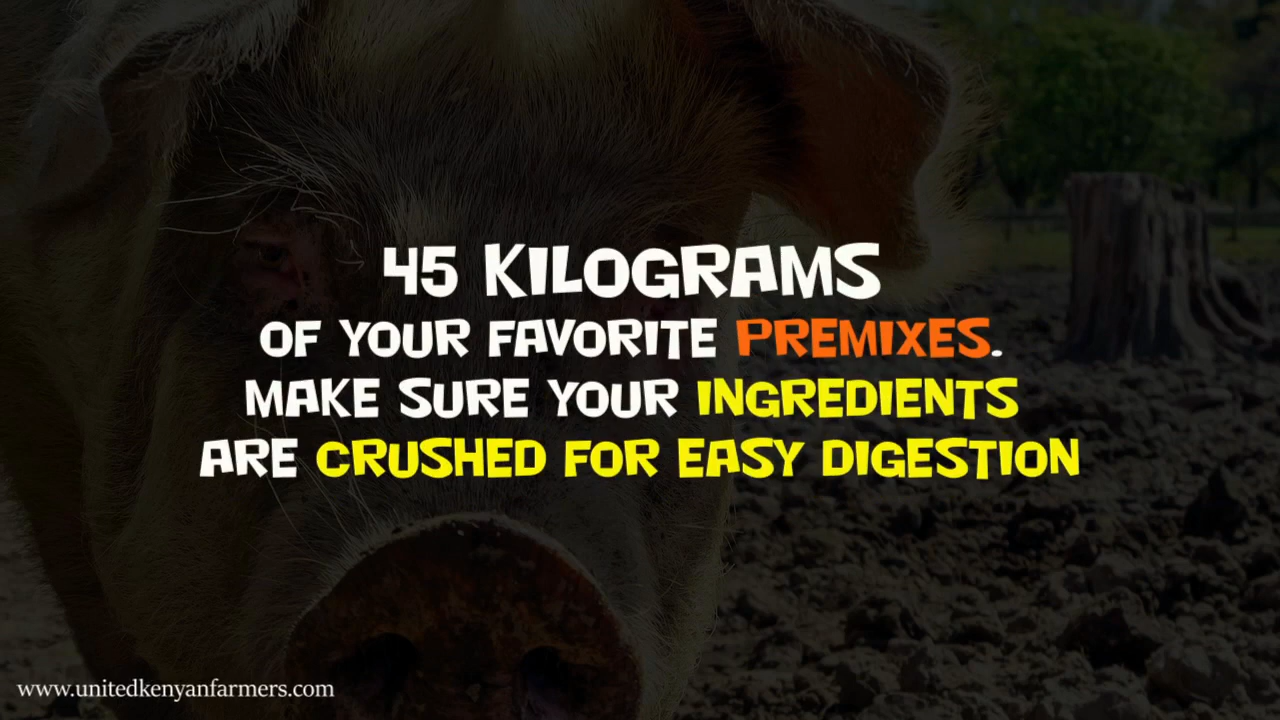 45 KILOGRAMS
OF YOUR FAVORITE PREMIXES.
MAKE SURE YOUR INGREDIENTS
ARE CRUSHED FOR EASY DIGESTION
www.unitedkenyanfarmers.com